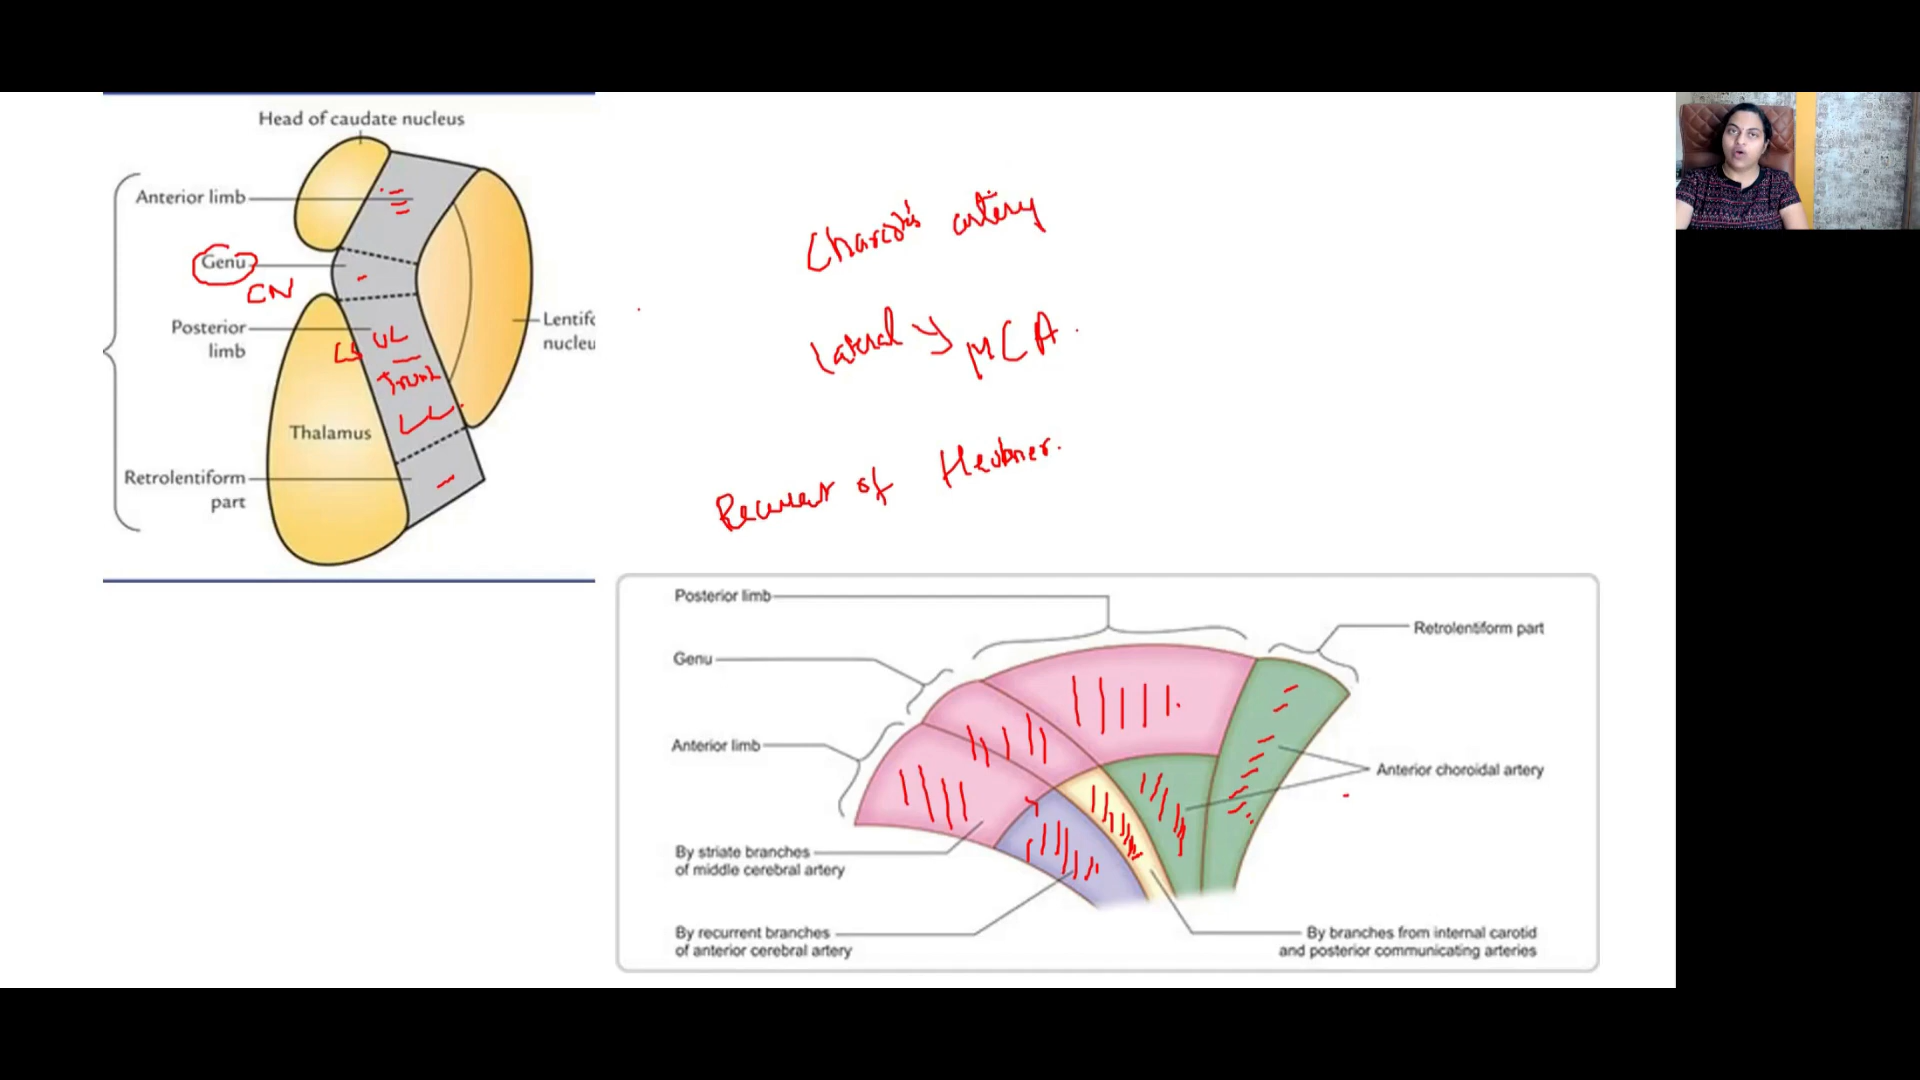 Head of caudate nucleus
Anterior limb
Genu
CN
Posterior
limb
UL
Trunk
LL
Thalamus
Lentifo
nucleu
Retrolentiform
part
Charcot's artery
lateral MCA.
Recurrent of Heubner.
Posterior limb
Retrolentiform part
Genu
Anterior limb
Anterior choroidal artery
By striate branches
of middle cerebral artery
By recurrent branches
of anterior cerebral artery
By branches from internal carotid
and posterior communicating arteries